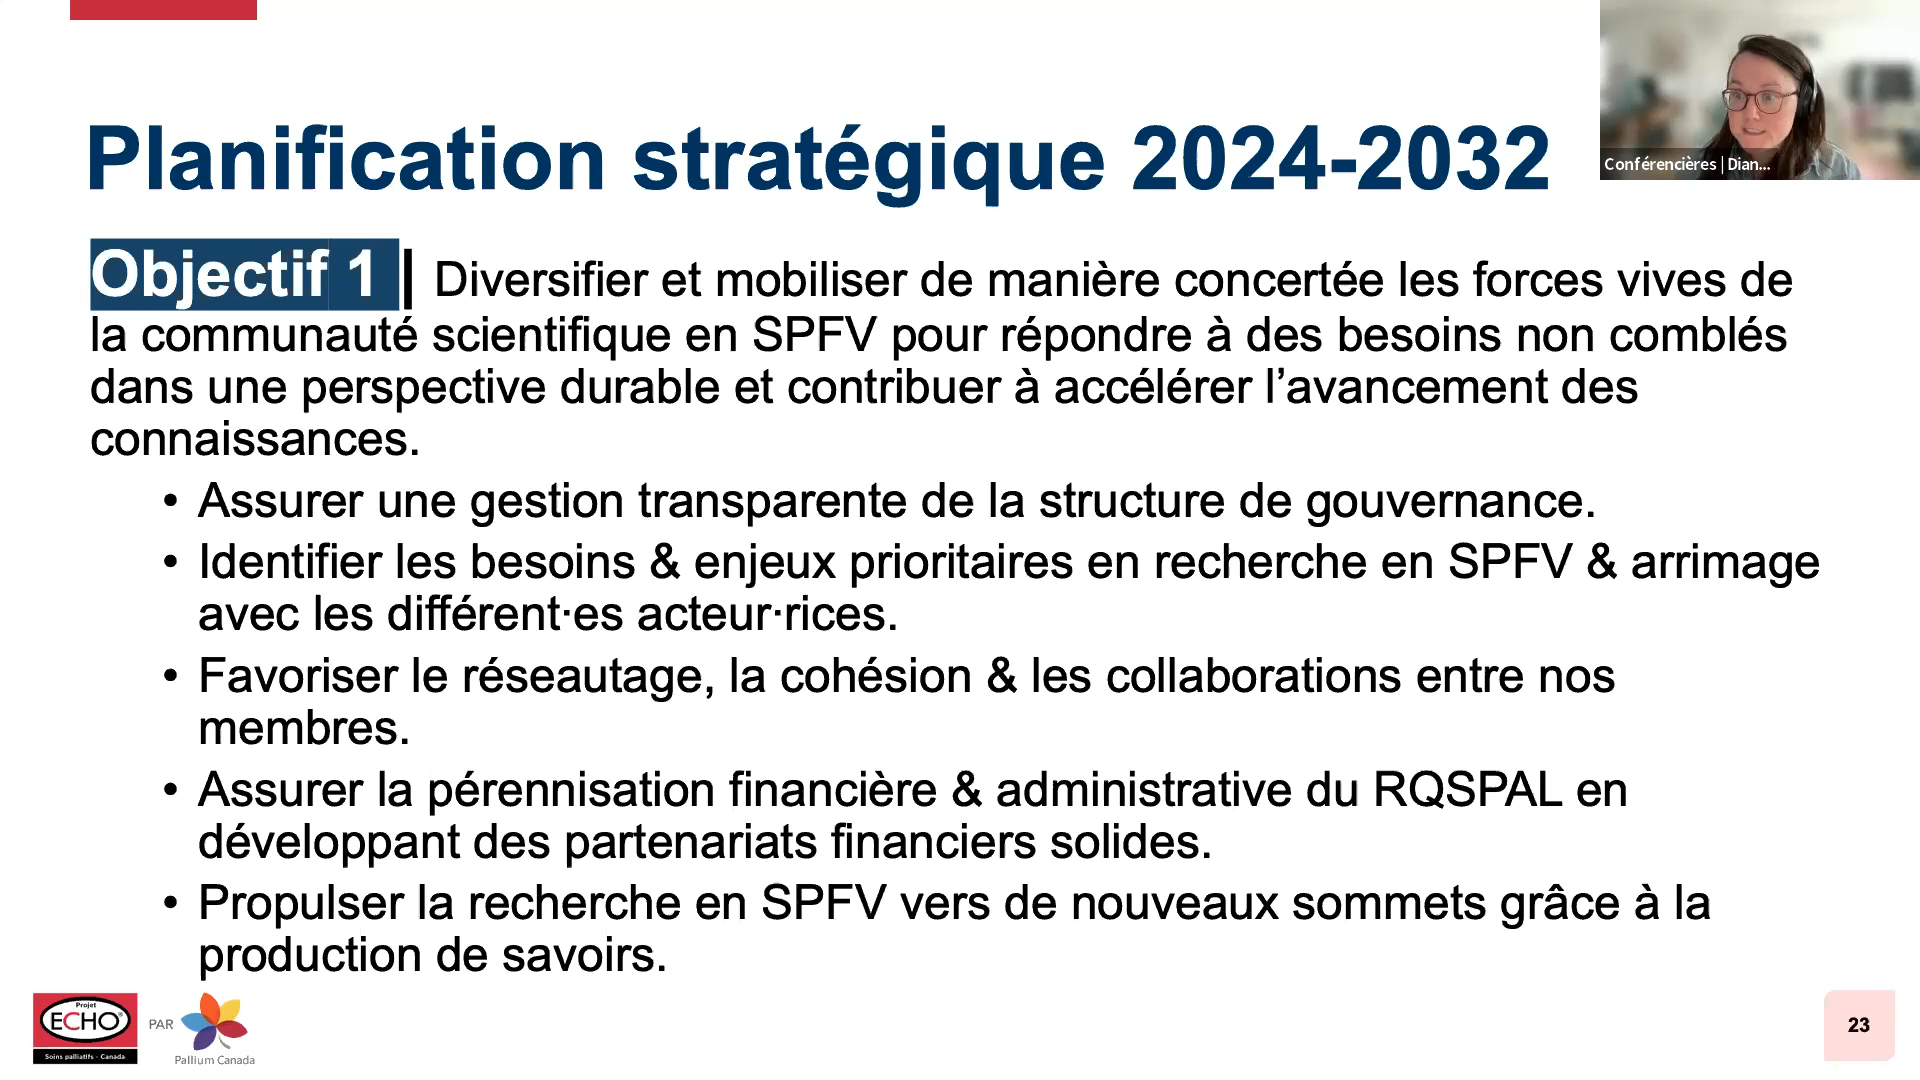 Planification stratégique 2024-2032
Conférencières | Dian...
Objectif 1 | Diversifier et mobiliser de manière concertée les forces vives de
la communauté scientifique en SPFV pour répondre à des besoins non comblés
dans une perspective durable et contribuer à accélérer l’avancement des
connaissances.
• Assurer une gestion transparente de la structure de gouvernance.
• Identifier les besoins & enjeux prioritaires en recherche en SPFV & arrimage
avec les différent·es acteur·rices.
• Favoriser le réseautage, la cohésion & les collaborations entre nos
membres.
• Assurer la pérennisation financière & administrative du RQSPAL en
développant des partenariats financiers solides.
• Propulser la recherche en SPFV vers de nouveaux sommets grâce à la
production de savoirs.
Projet
ECHO®
Soins palliatifs - Canada
PAR
Pallium Canada
23